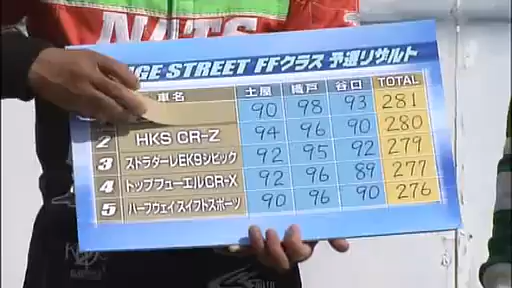 NATS
NGE STREET FFクラス 予選リザルト
車名 土屋 織戸 谷口 TOTAL
90 98 93 281
2 HKS CR-Z 94 96 90 280
3 ストラダーレEK9シビック 92 95 92 279
4 トップフューエルCR-X 92 96 89 277
5 ハーフウェイスイフトスポーツ 90 96 90 276